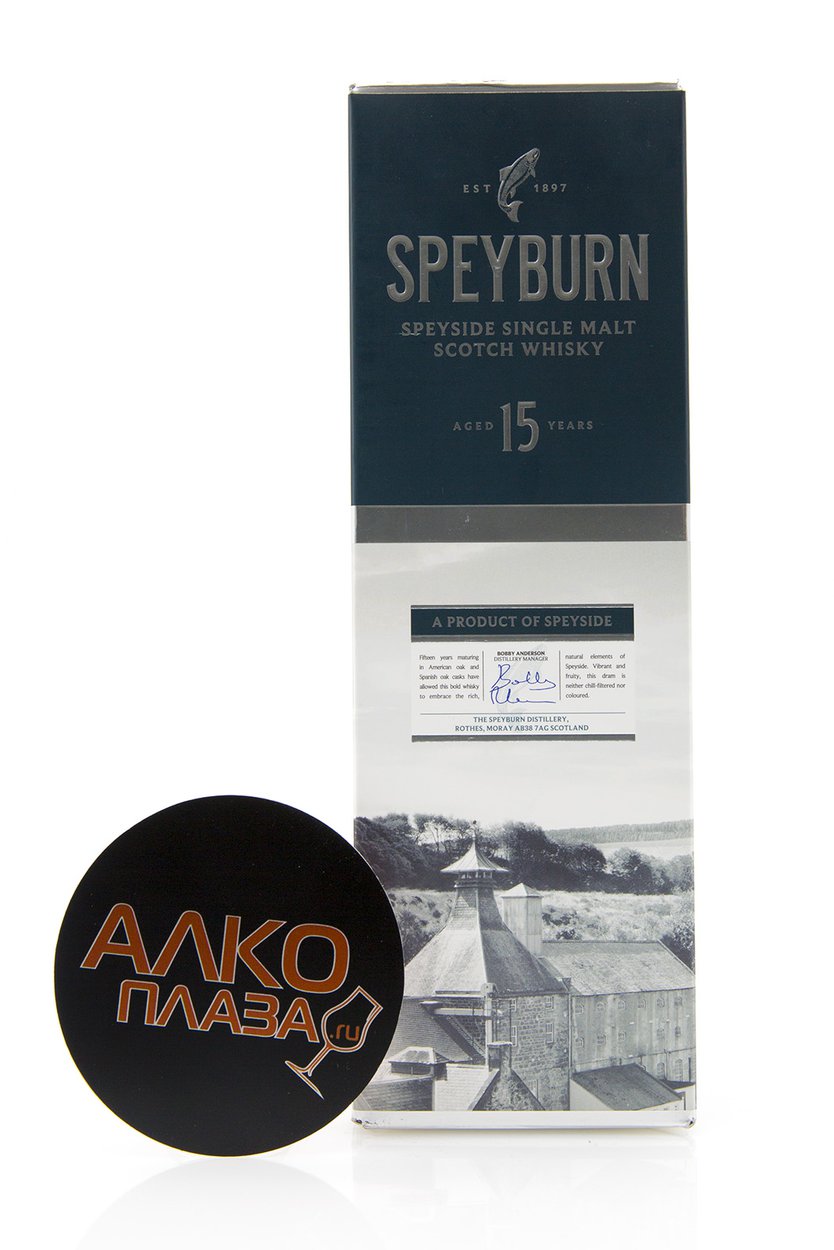 EST 1897
SPEYBURN
SPEYSIDE SINGLE MALT
SCOTCH WHISKY
AGED 15 YEARS
A PRODUCT OF SPEYSIDE
Fifteen years maturing
in American oak and
Spanish oak casks have
allowed this bold whisky
to embrace the rich,
BOBBY ANDERSON
DISTILLERY MANAGER
natural elements of
Speyside. Vibrant and
fruity, this dram is
neither chill-filtered nor
coloured.
THE SPEYBURN DISTILLERY,
ROTHES, MORAY AB38 7AG SCOTLAND
АЛКО
ПЛАЗА
.ru